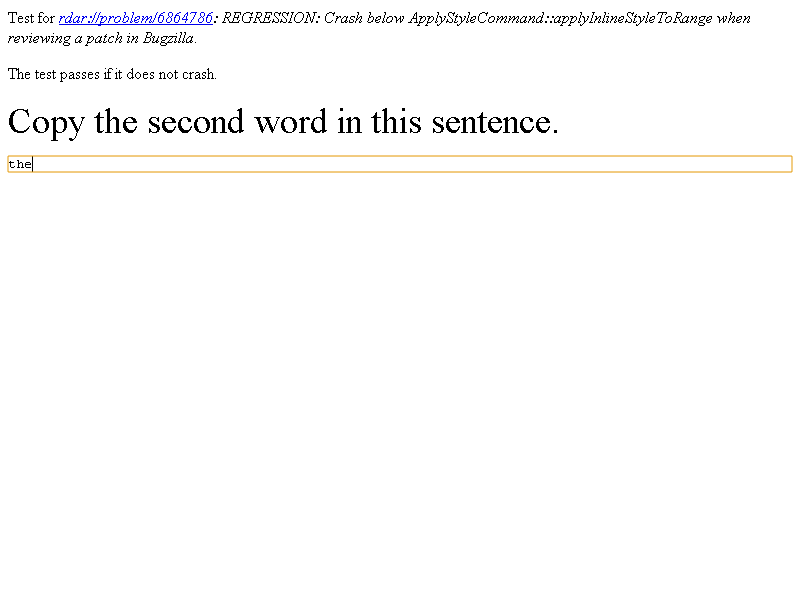 Test for rdar://problem/6864786: REGRESSION: Crash below ApplyStyleCommand::applyInlineStyleToRange when
reviewing a patch in Bugzilla.
The test passes if it does not crash.
Copy the second word in this sentence.
the